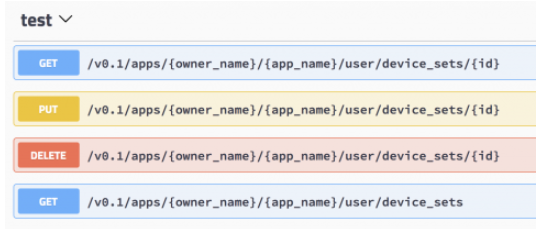 test
GET /v0.1/apps/{owner_name}/{app_name}/user/device_sets/{id}
PUT /v0.1/apps/{owner_name}/{app_name}/user/device_sets/{id}
DELETE /v0.1/apps/{owner_name}/{app_name}/user/device_sets/{id}
GET /v0.1/apps/{owner_name}/{app_name}/user/device_sets